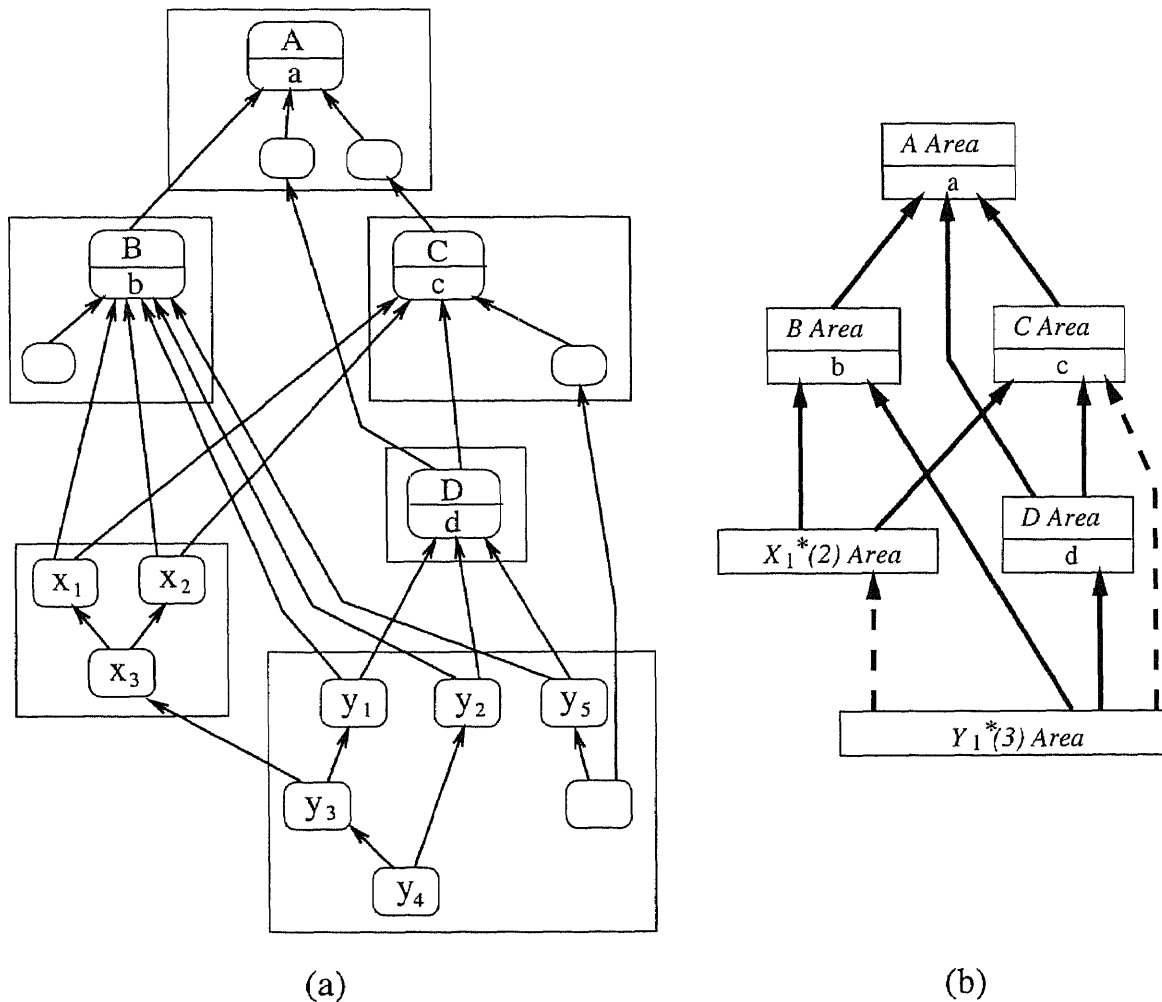 A
a
B
b
C
c
D
d
x1
x2
x3
y1
y2
y5
y3
y4
(a)
A Area
a
B Area
b
C Area
c
X1*(2) Area
D Area
d
Y1*(3) Area
(b)